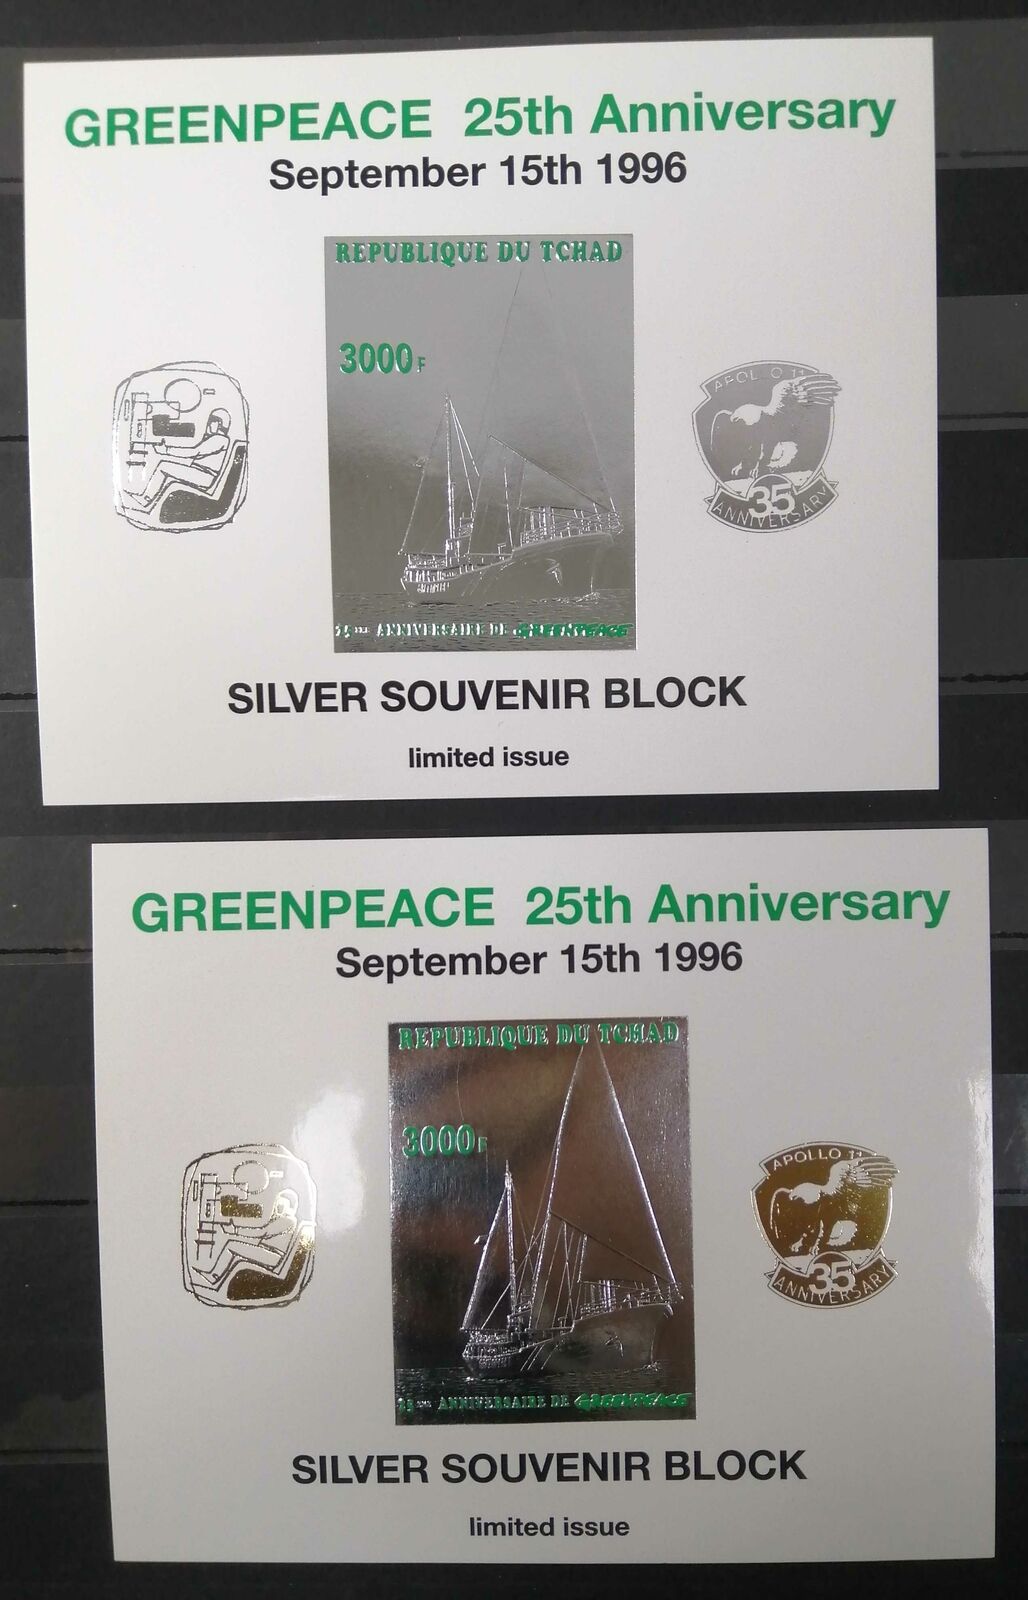 GREENPEACE 25th Anniversary
September 15th 1996
REPUBLIQUE DU TCHAD
3000F
APOLLO 11
35
ANNIVERSARY
25ème ANNIVERSAIRE DE GREENPEACE
SILVER SOUVENIR BLOCK
limited issue
GREENPEACE 25th Anniversary
September 15th 1996
REPUBLIQUE DU TCHAD
3000F
APOLLO 11
35
ANNIVERSARY
25ème ANNIVERSAIRE DE GREENPEACE
SILVER SOUVENIR BLOCK
limited issue